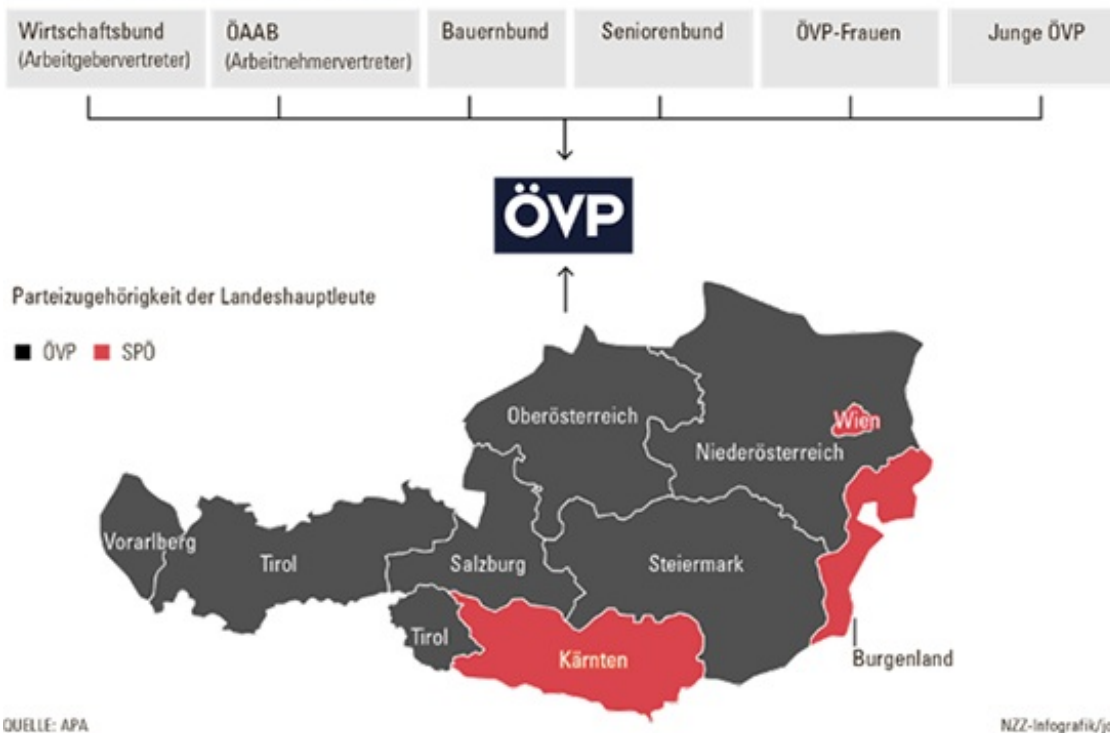 Wirtschaftsbund
(Arbeitgebervertreter)
ÖAAB
(Arbeitnehmervertreter)
Bauernbund
Seniorenbund
ÖVP-Frauen
Junge ÖVP
ÖVP
Parteizugehörigkeit der Landeshauptleute
ÖVP SPÖ
Oberösterreich
Wien
Niederösterreich
Vorarlberg
Tirol
Salzburg
Steiermark
Tirol
Kärnten
Burgenland
QUELLE: APA
NZZ-Infografik/